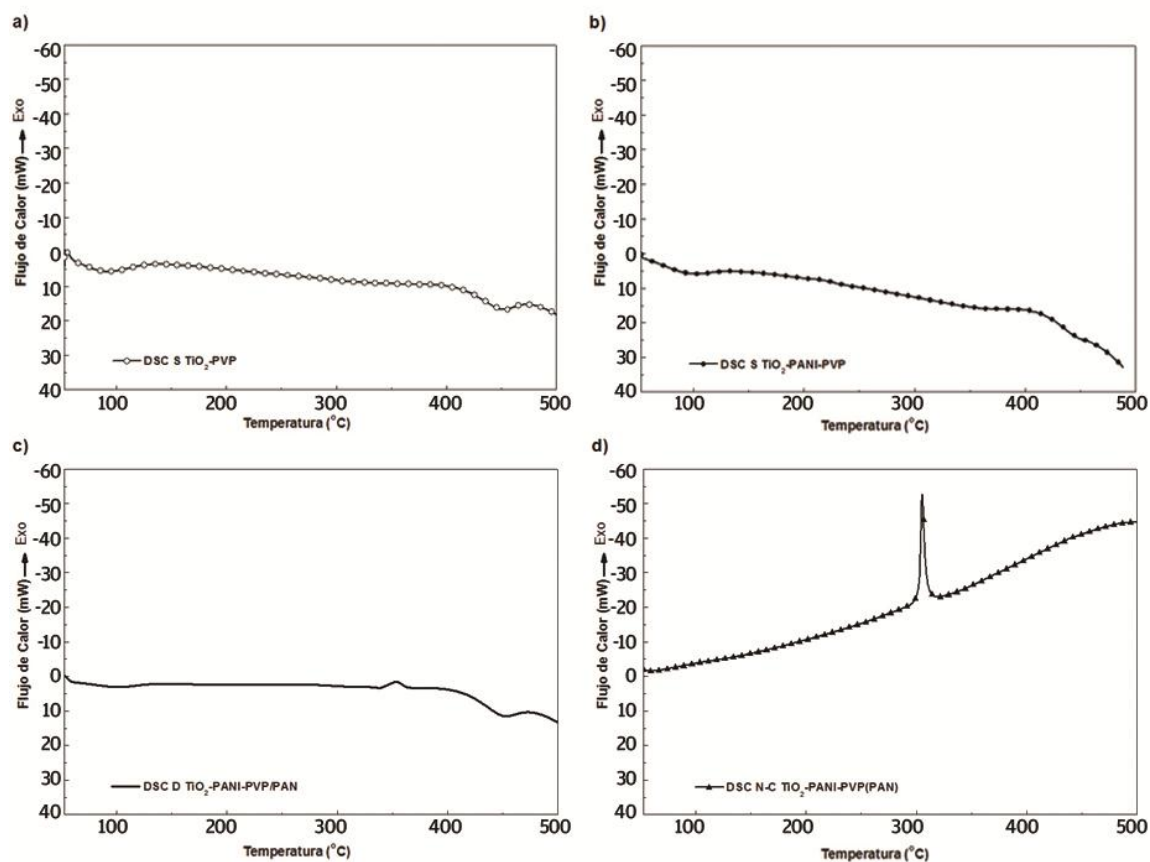 a)
-60
-50
-40
-30
-20
-10
0
10
20
30
40
Flujo de Calor (mW) → Exo
DSC S TiO₂-PVP
100 200 300 400 500
Temperatura (°C)
b)
-60
-50
-40
-30
-20
-10
0
10
20
30
40
Flujo de Calor (mW) → Exo
DSC S TiO₂-PANI-PVP
100 200 300 400 500
Temperatura (°C)
c)
-60
-50
-40
-30
-20
-10
0
10
20
30
40
Flujo de Calor (mW) → Exo
DSC D TiO₂-PANI-PVP/PAN
100 200 300 400 500
Temperatura (°C)
d)
-60
-50
-40
-30
-20
-10
0
10
20
30
40
Flujo de Calor (mW) → Exo
DSC N-C TiO₂-PANI-PVP(PAN)
100 200 300 400 500
Temperatura (°C)